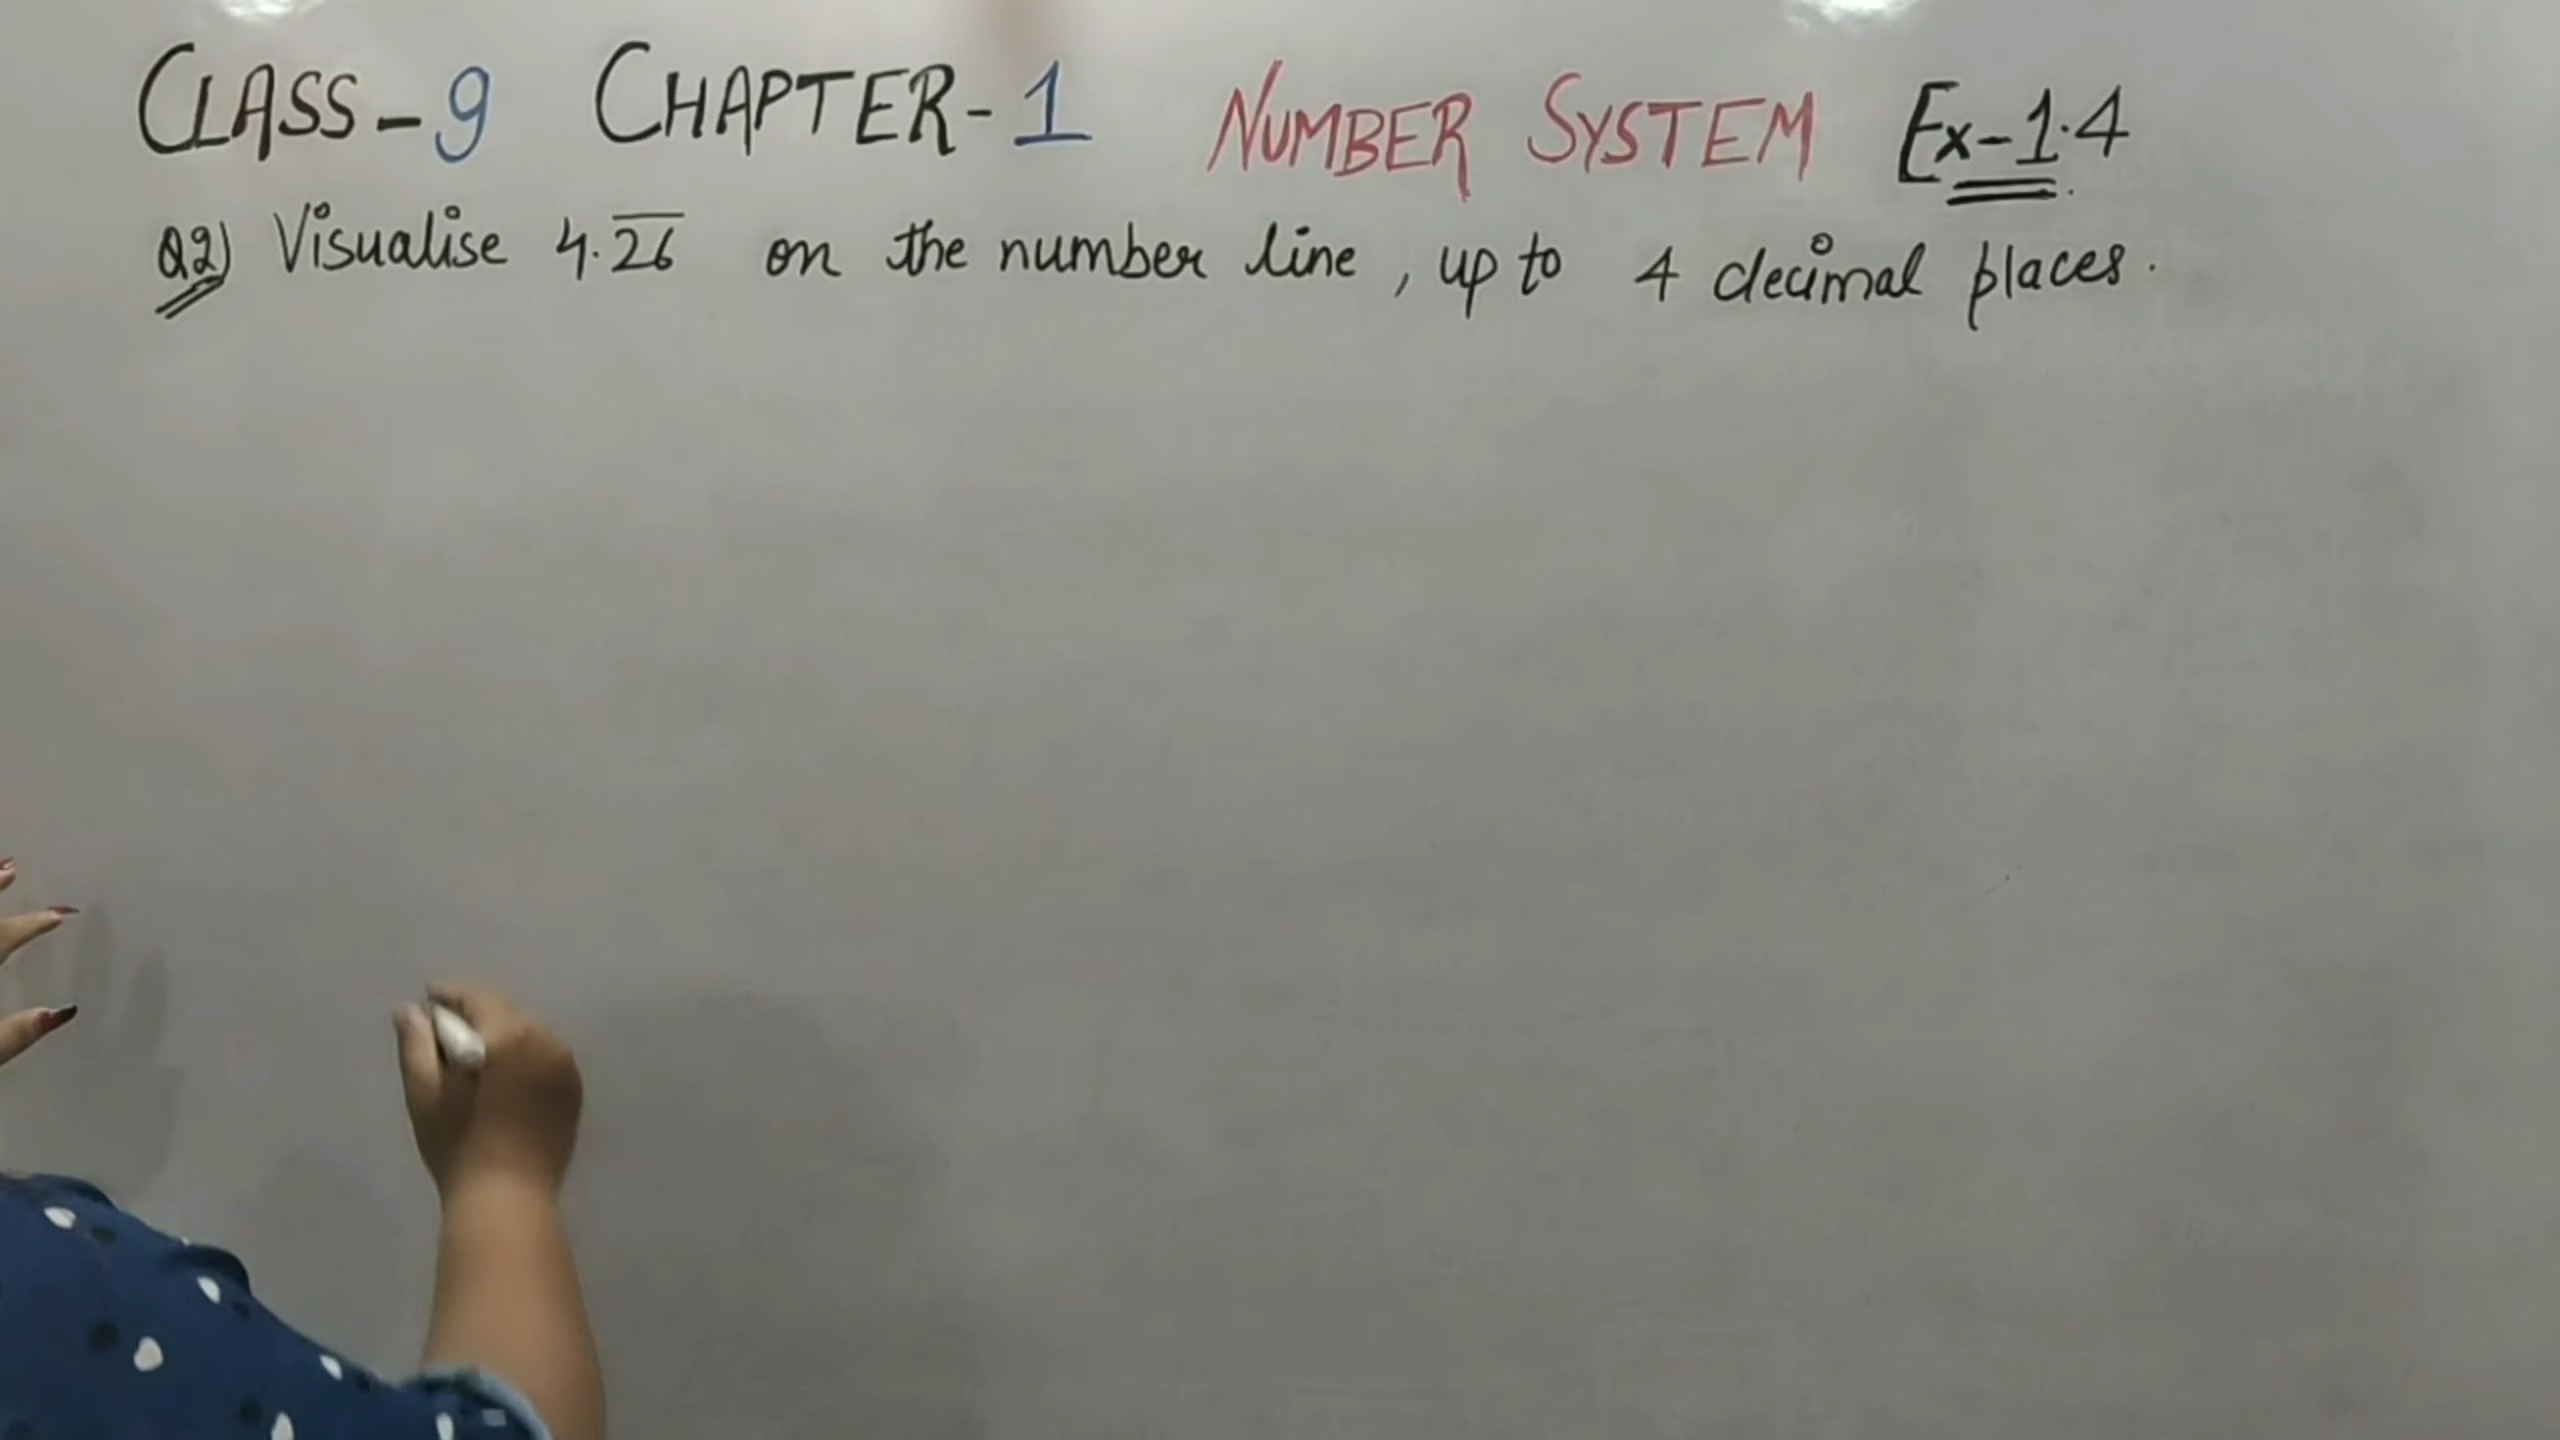 CLASS-9 CHAPTER-1 NUMBER SYSTEM Ex-1.4
Q2) Visualise 4.2̅6̅ on the number line, up to 4 decimal places.